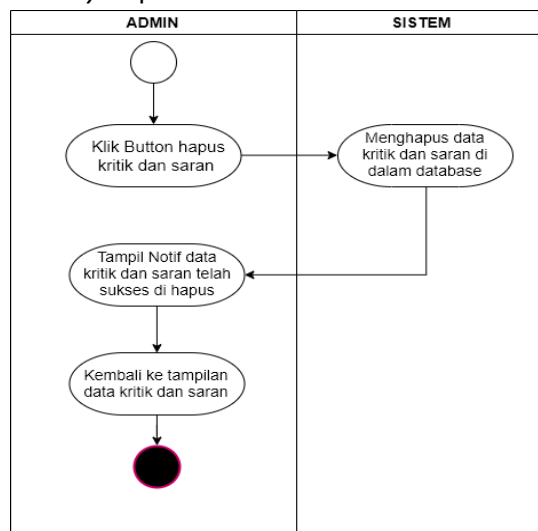 ADMIN
SISTEM
Klik Button hapus
kritik dan saran
Menghapus data
kritik dan saran di
dalam database
Tampil Notif data
kritik dan saran telah
sukses di hapus
Kembali ke tampilan
data kritik dan saran